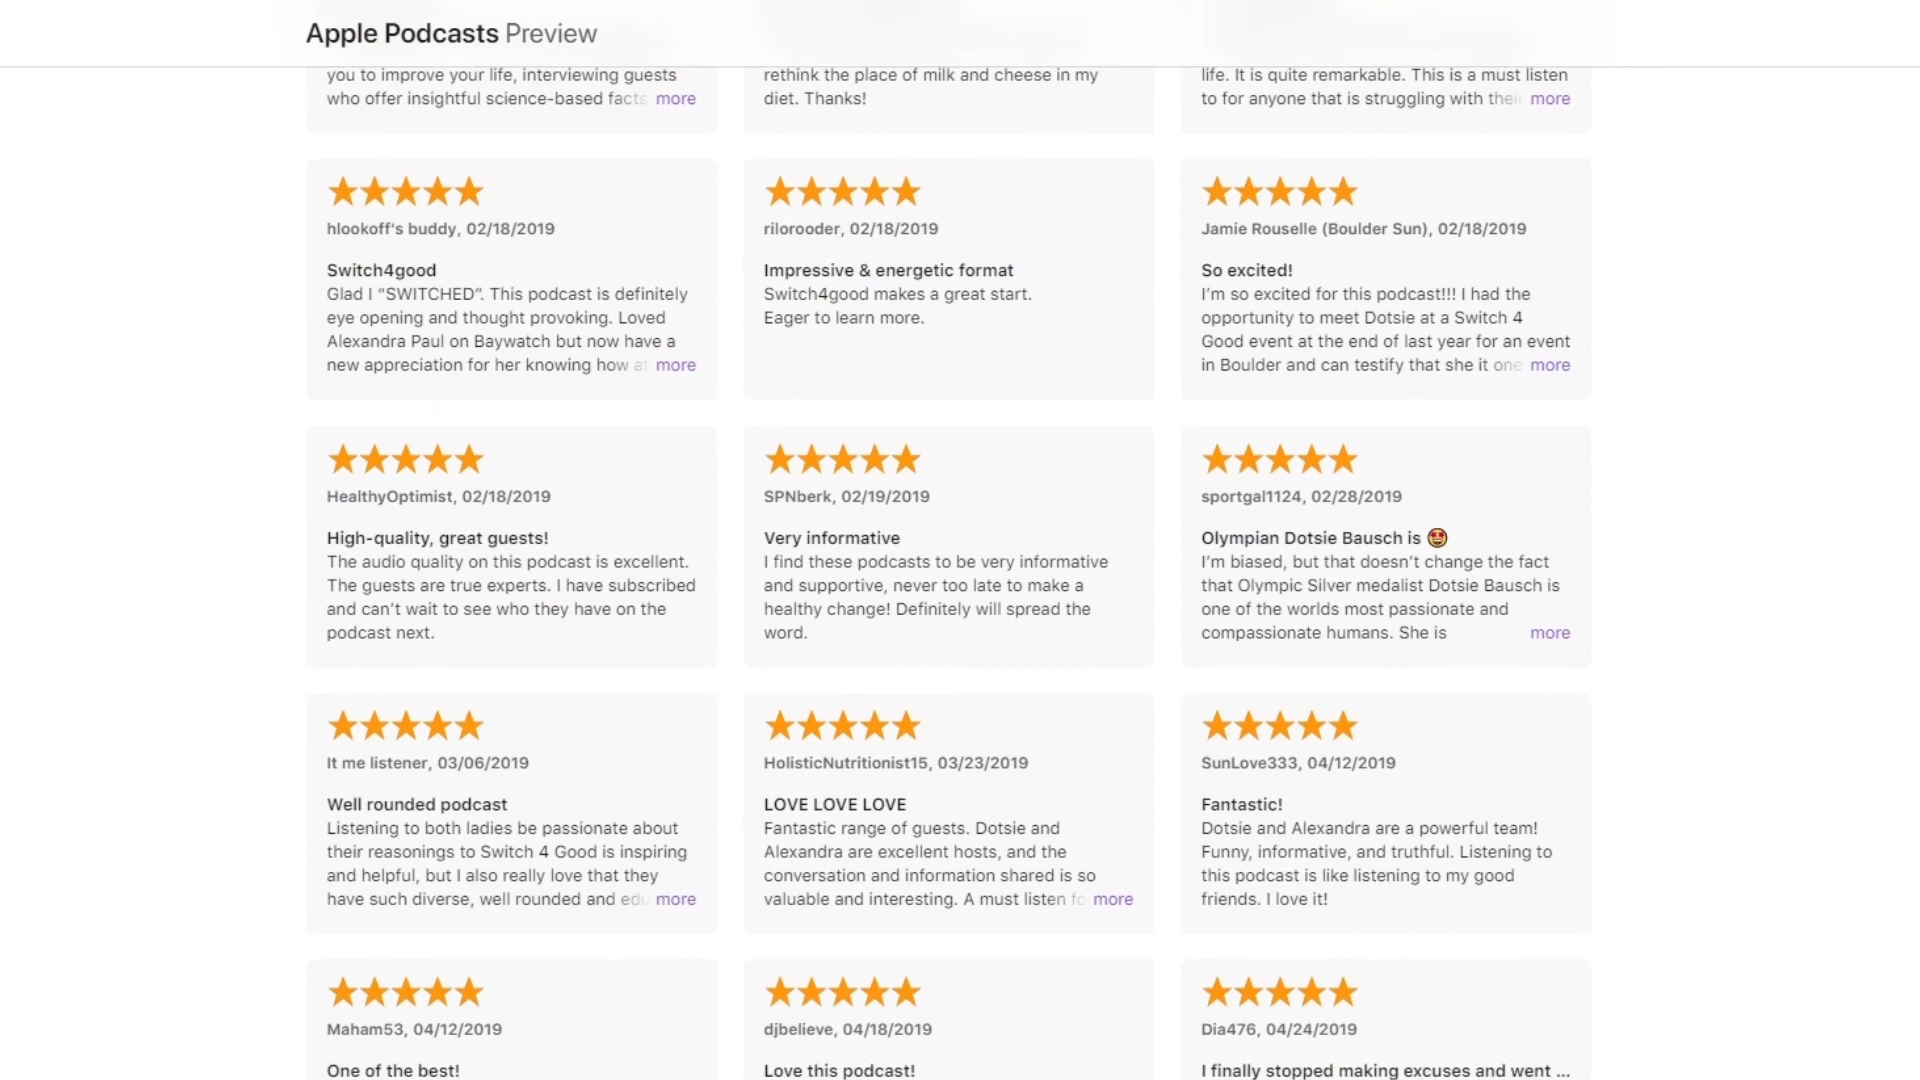 Apple Podcasts Preview
you to improve your life, interviewing guests
who offer insightful science-based facts more
rethink the place of milk and cheese in my
diet. Thanks!
life. It is quite remarkable. This is a must listen
to for anyone that is struggling with their more
hlookoff's buddy, 02/18/2019
Switch4good
Glad I “SWITCHED”. This podcast is definitely
eye opening and thought provoking. Loved
Alexandra Paul on Baywatch but now have a
new appreciation for her knowing how at more
rilorooder, 02/18/2019
Impressive & energetic format
Switch4good makes a great start.
Eager to learn more.
Jamie Rouselle (Boulder Sun), 02/18/2019
So excited!
I’m so excited for this podcast!!! I had the
opportunity to meet Dotsie at a Switch 4
Good event at the end of last year for an event
in Boulder and can testify that she it one more
HealthyOptimist, 02/18/2019
High-quality, great guests!
The audio quality on this podcast is excellent.
The guests are true experts. I have subscribed
and can’t wait to see who they have on the
podcast next.
SPNberk, 02/19/2019
Very informative
I find these podcasts to be very informative
and supportive, never too late to make a
healthy change! Definitely will spread the
word.
sportgal1124, 02/28/2019
Olympian Dotsie Bausch is 🤩
I’m biased, but that doesn’t change the fact
that Olympic Silver medalist Dotsie Bausch is
one of the worlds most passionate and
compassionate humans. She is more
It me listener, 03/06/2019
Well rounded podcast
Listening to both ladies be passionate about
their reasonings to Switch 4 Good is inspiring
and helpful, but I also really love that they
have such diverse, well rounded and edu more
HolisticNutritionist15, 03/23/2019
LOVE LOVE LOVE
Fantastic range of guests. Dotsie and
Alexandra are excellent hosts, and the
conversation and information shared is so
valuable and interesting. A must listen fo more
SunLove333, 04/12/2019
Fantastic!
Dotsie and Alexandra are a powerful team!
Funny, informative, and truthful. Listening to
this podcast is like listening to my good
friends. I love it!
Maham53, 04/12/2019
One of the best!
djbelieve, 04/18/2019
Love this podcast!
Dia476, 04/24/2019
I finally stopped making excuses and went ...